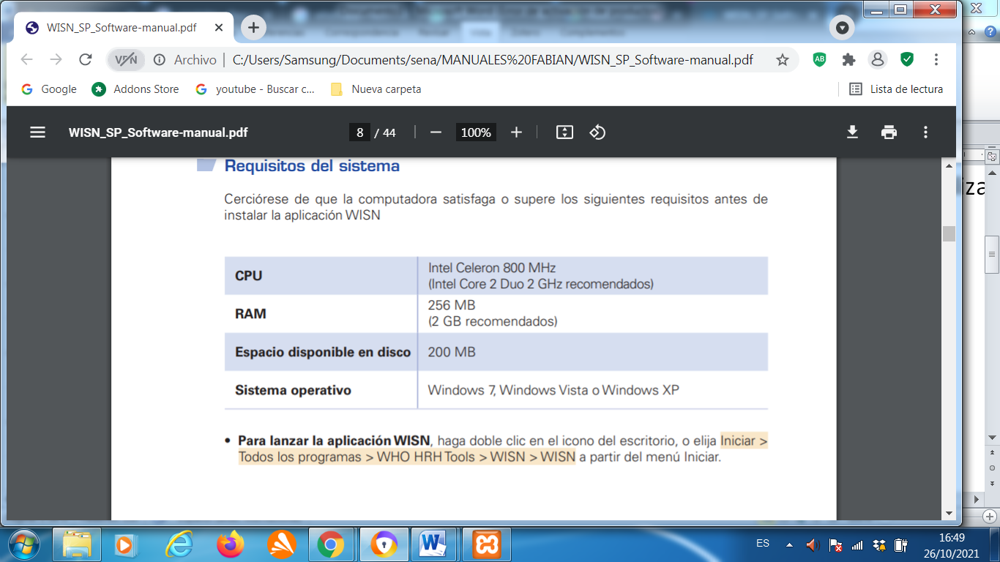 WISN_SP_Software-manual.pdf
VPN Archivo C:/Users/Samsung/Documents/sena/MANUALES%20FABIAN/WISN_SP_Software-manual.pdf AB
Google Addons Store youtube - Buscar c... Nueva carpeta Lista de lectura
WISN_SP_Software-manual.pdf 8 / 44 100%
Requisitos del sistema
Cerciórese de que la computadora satisfaga o supere los siguientes requisitos antes de
instalar la aplicación WISN
CPU
Intel Celeron 800 MHz
(Intel Core 2 Duo 2 GHz recomendados)
RAM
256 MB
(2 GB recomendados)
Espacio disponible en disco 200 MB
Sistema operativo Windows 7, Windows Vista o Windows XP
• Para lanzar la aplicación WISN, haga doble clic en el icono del escritorio, o elija Iniciar >
Todos los programas > WHO HRH Tools > WISN > WISN a partir del menú Iniciar.
ES
16:49
26/10/2021